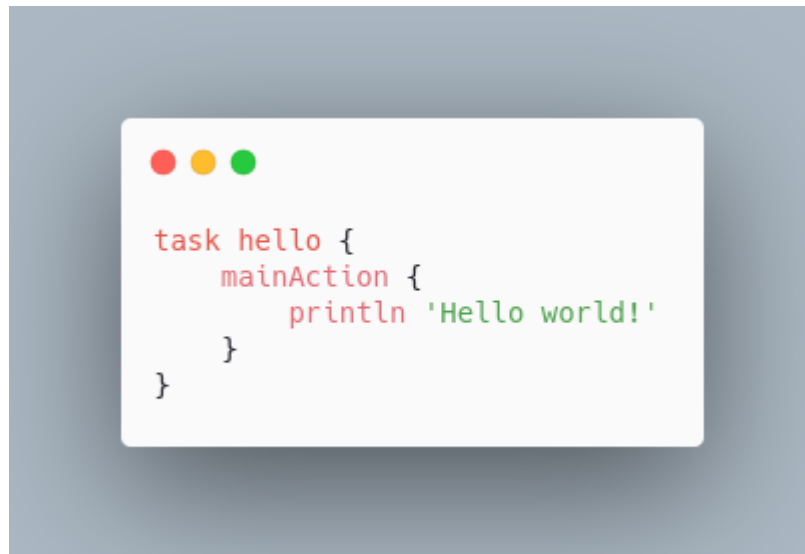 task hello {
    mainAction {
        println 'Hello world!'
    }
}